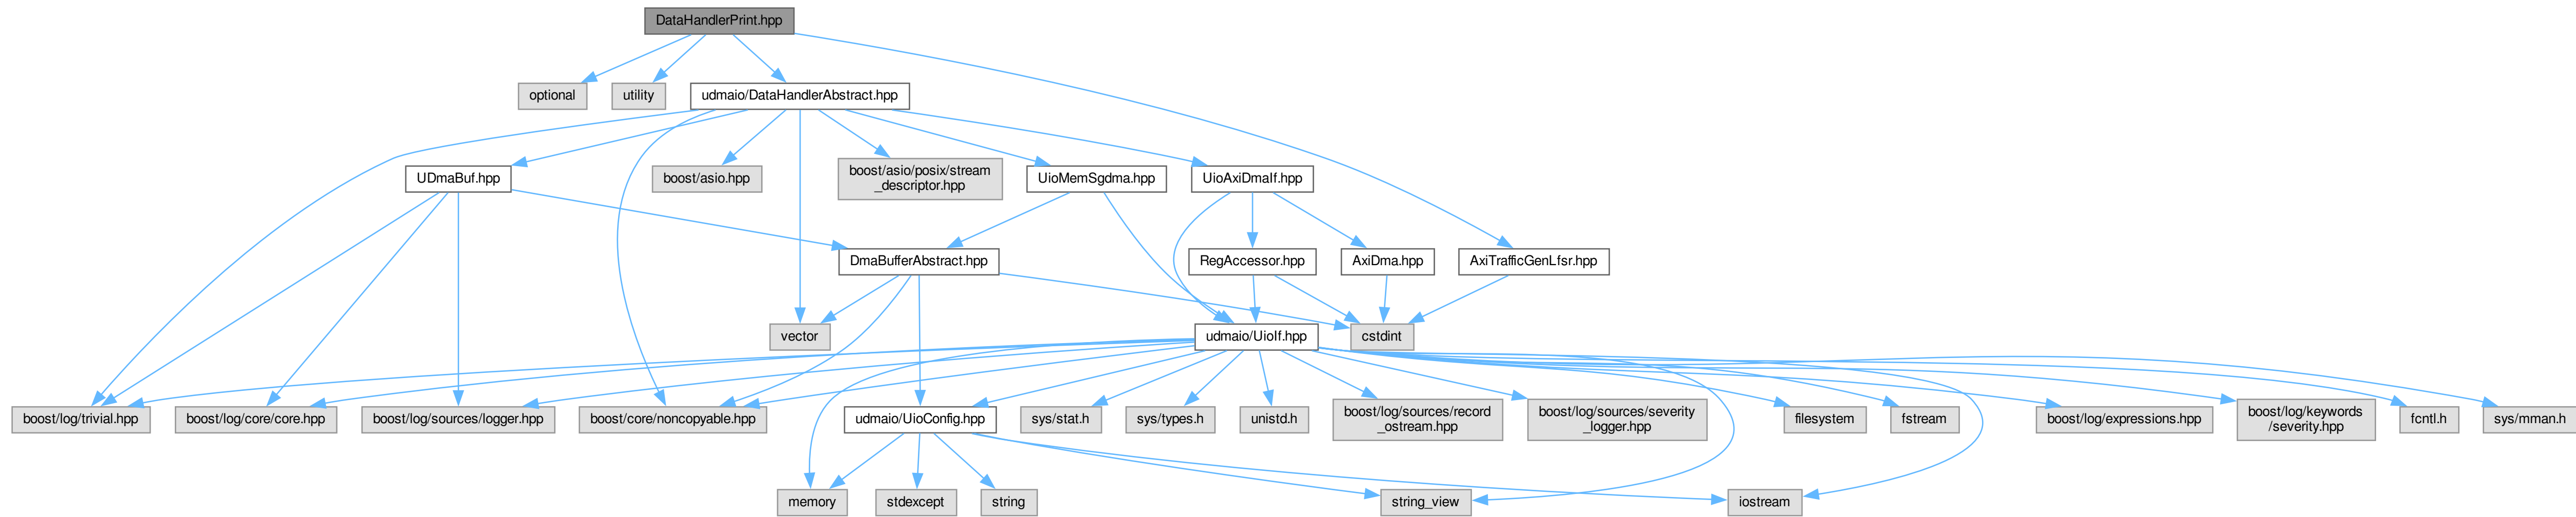 DataHandlerPrint.hpp
optional
utility
udmaio/DataHandlerAbstract.hpp
UDmaBuf.hpp
boost/asio.hpp
boost/asio/posix/stream
_descriptor.hpp
UioMemSgdma.hpp
UioAxiDmaIf.hpp
DmaBufferAbstract.hpp
RegAccessor.hpp
AxiDma.hpp
AxiTrafficGenLfsr.hpp
vector
udmaio/UioIf.hpp
cstdint
boost/log/trivial.hpp
boost/log/core/core.hpp
boost/log/sources/logger.hpp
boost/core/noncopyable.hpp
udmaio/UioConfig.hpp
sys/stat.h
sys/types.h
unistd.h
boost/log/sources/record
_ostream.hpp
boost/log/sources/severity
_logger.hpp
filesystem
fstream
boost/log/expressions.hpp
boost/log/keywords
/severity.hpp
fcntl.h
sys/mman.h
memory
stdexcept
string
string_view
iostream